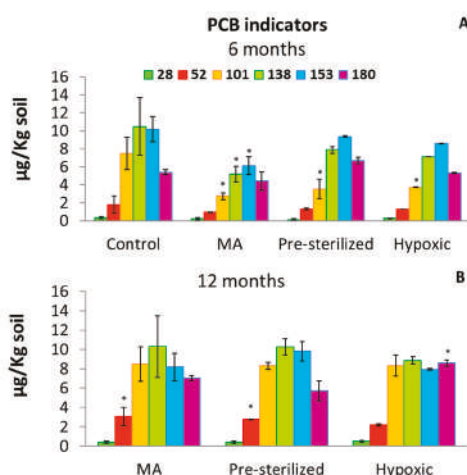 PCB indicators
A
6 months
28 52 101 138 153 180
µg/Kg soil
16
14
12
10
8
6
4
2
0
* * * * * *
Control MA Pre-sterilized Hypoxic
B
12 months
µg/Kg soil
16
14
12
10
8
6
4
2
0
* * *
MA Pre-sterilized Hypoxic